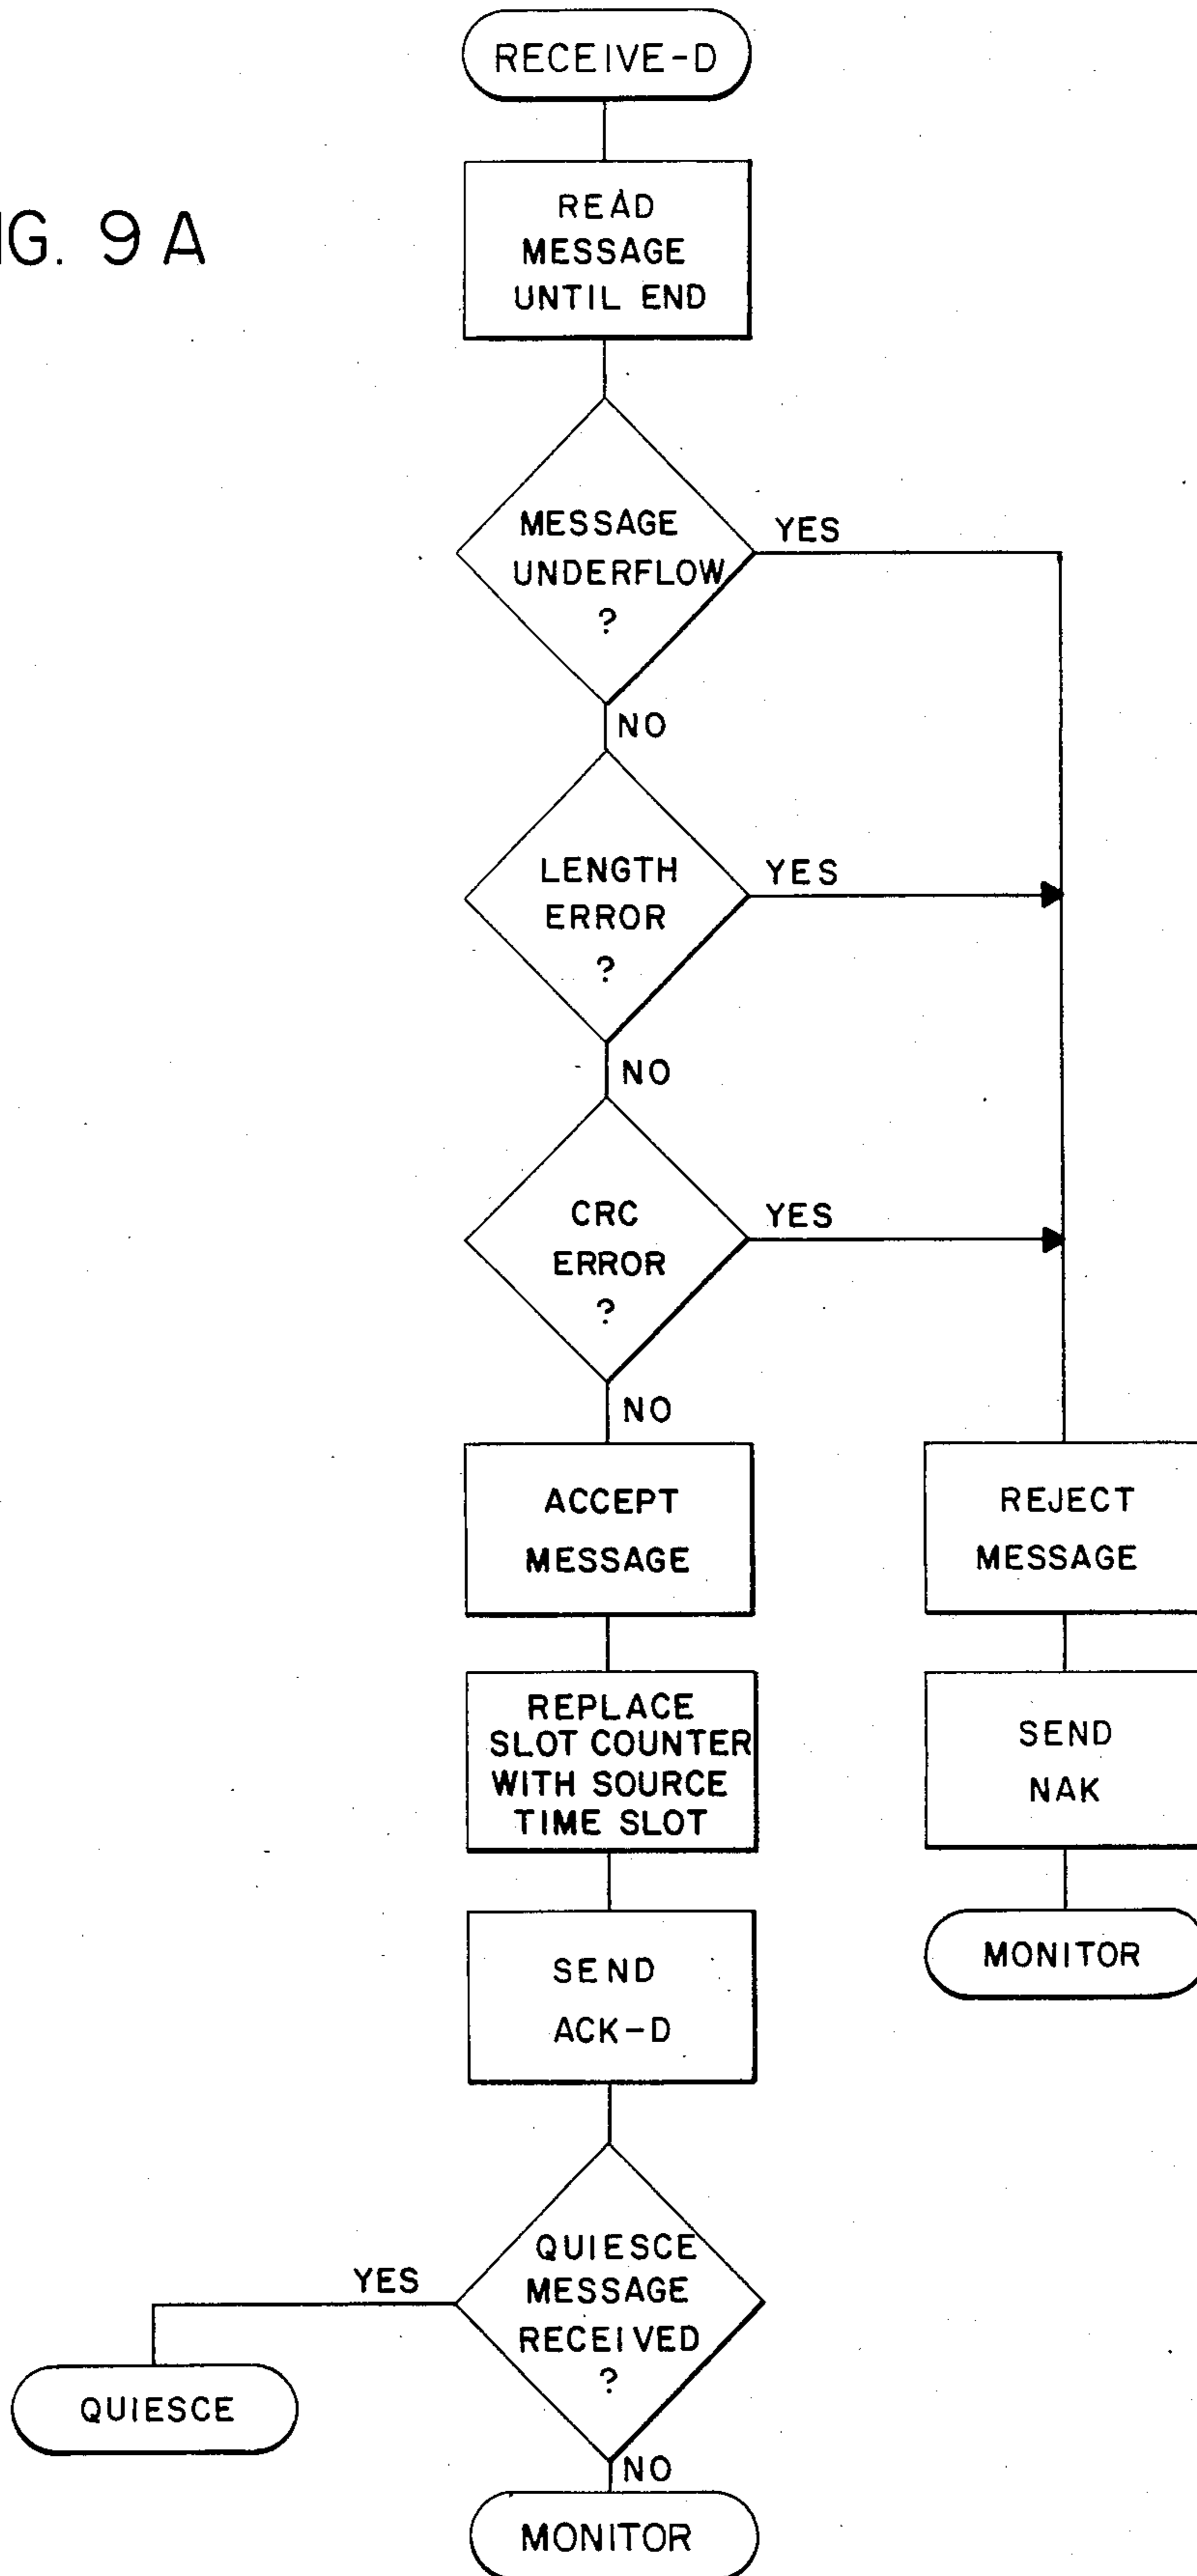 RECEIVE-D
READ
MESSAGE
UNTIL END
IG. 9 A
MESSAGE
UNDERFLOW
?
YES
NO
LENGTH
ERROR
?
YES
NO
CRC
ERROR
?
YES
NO
ACCEPT
MESSAGE
REJECT
MESSAGE
REPLACE
SLOT COUNTER
WITH SOURCE
TIME SLOT
SEND
NAK
SEND
ACK-D
MONITOR
QUIESCE
MESSAGE
RECEIVED
?
YES
QUIESCE
NO
MONITOR